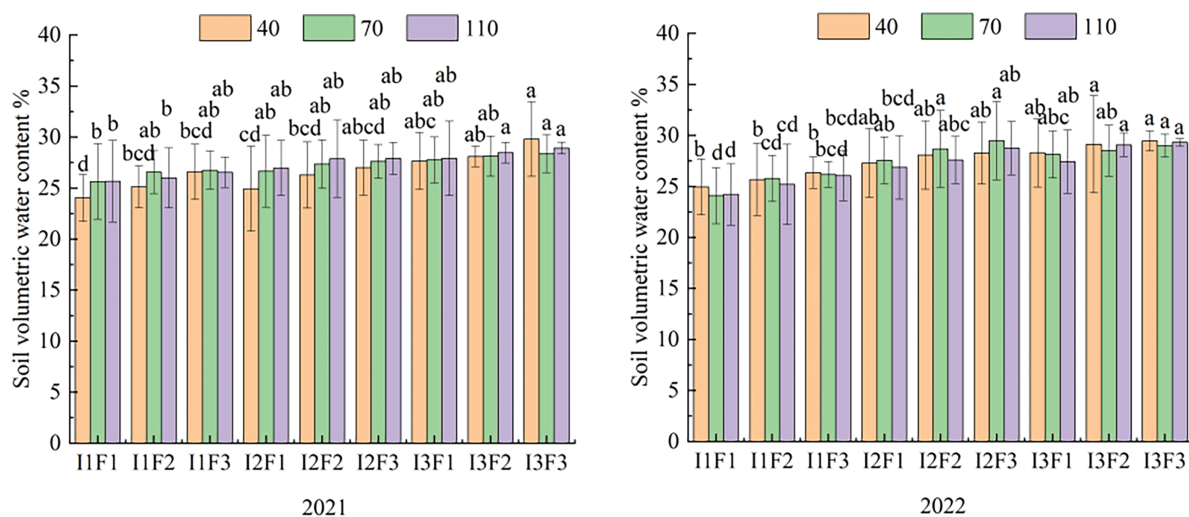 40 70 110
Soil volumetric water content %
40
35
30
25
20
15
10
5
0
d b b
bcd ab b
bcd ab ab
cd ab ab
bcd ab ab
abcd ab ab
abc ab ab
ab ab a
a a a
I1F1 I1F2 I1F3 I2F1 I2F2 I2F3 I3F1 I3F2 I3F3
2021
40 70 110
Soil volumetric water content %
40
35
30
25
20
15
10
5
0
b d d
b cd cd
b bcd bcd
ab ab bcd
ab a abc
ab a ab
ab abc ab
a a a
a a a
I1F1 I1F2 I1F3 I2F1 I2F2 I2F3 I3F1 I3F2 I3F3
2022